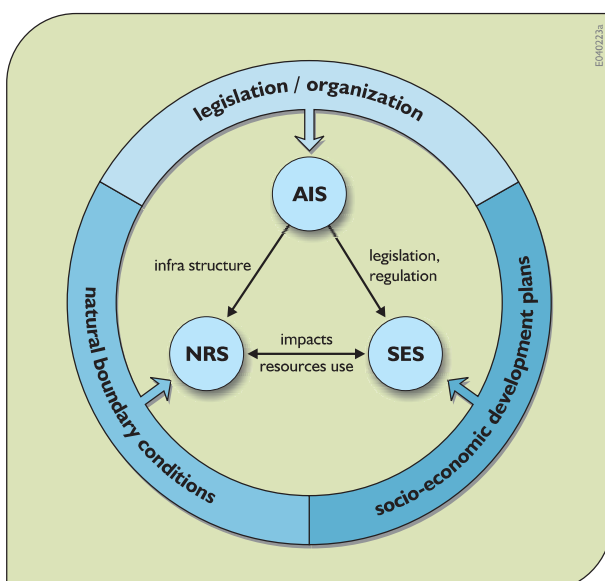 E040223a
legislation / organization
AIS
infra structure
legislation,
regulation
NRS
impacts
resources use
SES
natural boundary conditions
socio-economic development plans